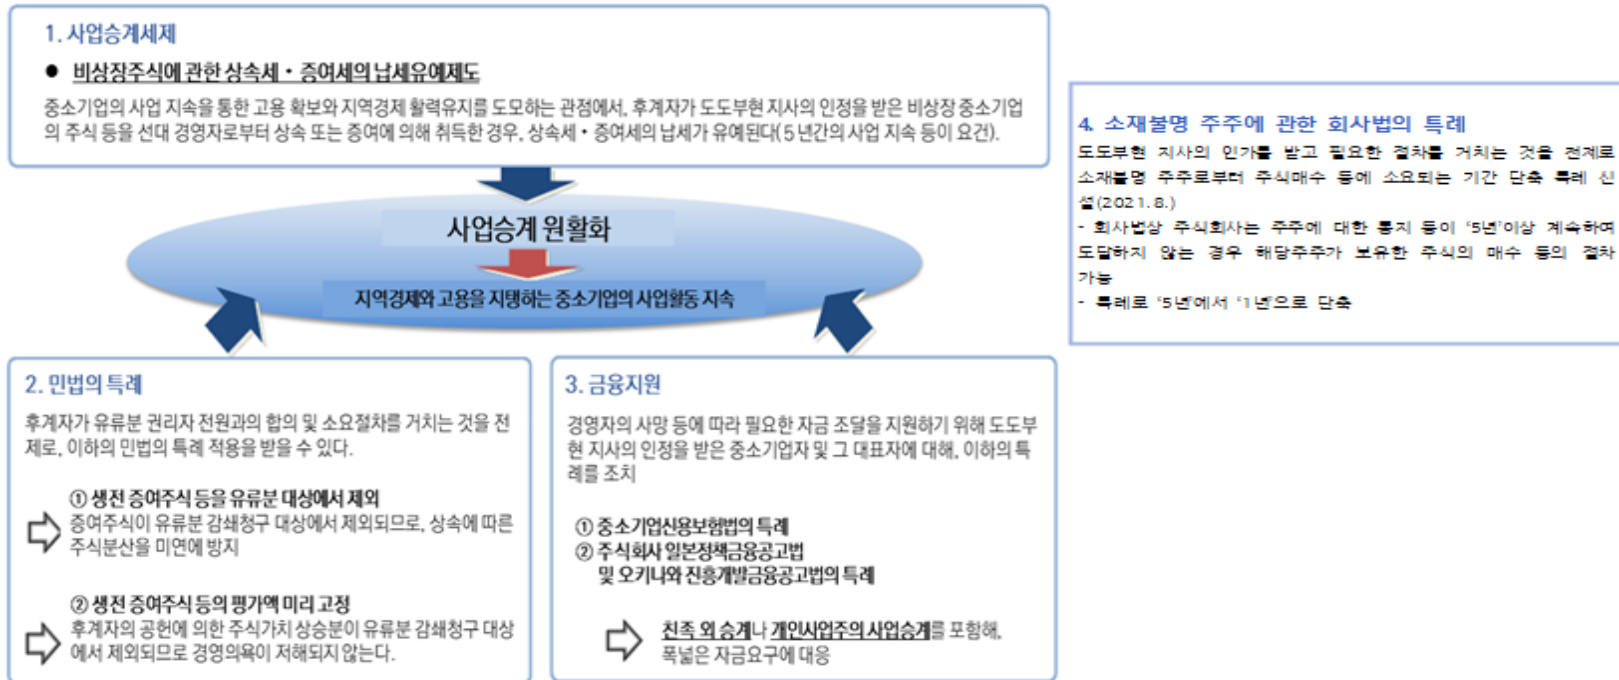 1. 사업승계세제
● 비상장주식에 관한 상속세・증여세의 납세유예제도
중소기업의 사업 지속을 통한 고용 확보와 지역경제 활력유지를 도모하는 관점에서, 후계자가 도도부현 지사의 인정을 받은 비상장 중소기업
의 주식 등을 선대 경영자로부터 상속 또는 증여에 의해 취득한 경우, 상속세・증여세의 납세가 유예된다(5년간의 사업 지속 등이 요건).
사업승계 원활화
지역경제와 고용을 지탱하는 중소기업의 사업활동 지속
2. 민법의 특례
후계자가 유류분 권리자 전원과의 합의 및 소요절차를 거치는 것을 전
제로, 이하의 민법의 특례 적용을 받을 수 있다.
① 생전 증여주식 등을 유류분 대상에서 제외
증여주식이 유류분 감쇄청구 대상에서 제외되므로, 상속에 따른
주식분산을 미연에 방지
② 생전 증여주식 등의 평가액 미리 고정
후계자의 공헌에 의한 주식가치 상승분이 유류분 감쇄청구 대상
에서 제외되므로 경영의욕이 저해되지 않는다.
3. 금융지원
경영자의 사망 등에 따라 필요한 자금 조달을 지원하기 위해 도도부
현 지사의 인정을 받은 중소기업자 및 그 대표자에 대해, 이하의 특
례를 조치
① 중소기업신용보험법의 특례
② 주식회사 일본정책금융공고법
및 오키나와 진흥개발금융공고법의 특례
친족 외 승계나 개인사업주의 사업승계를 포함해,
폭넓은 자금요구에 대응
4. 소재불명 주주에 관한 회사법의 특례
도도부현 지사의 인가를 받고 필요한 절차를 거치는 것을 전제로
소재불명 주주로부터 주식매수 등에 소요되는 기간 단축 특례 신
설(2021.8.)
- 회사법상 주식회사는 주주에 대한 통지 등이 '5년'이상 계속하여
도달하지 않는 경우 해당주주가 보유한 주식의 매수 등의 절차
가능
- 특례로 '5년'에서 '1년'으로 단축